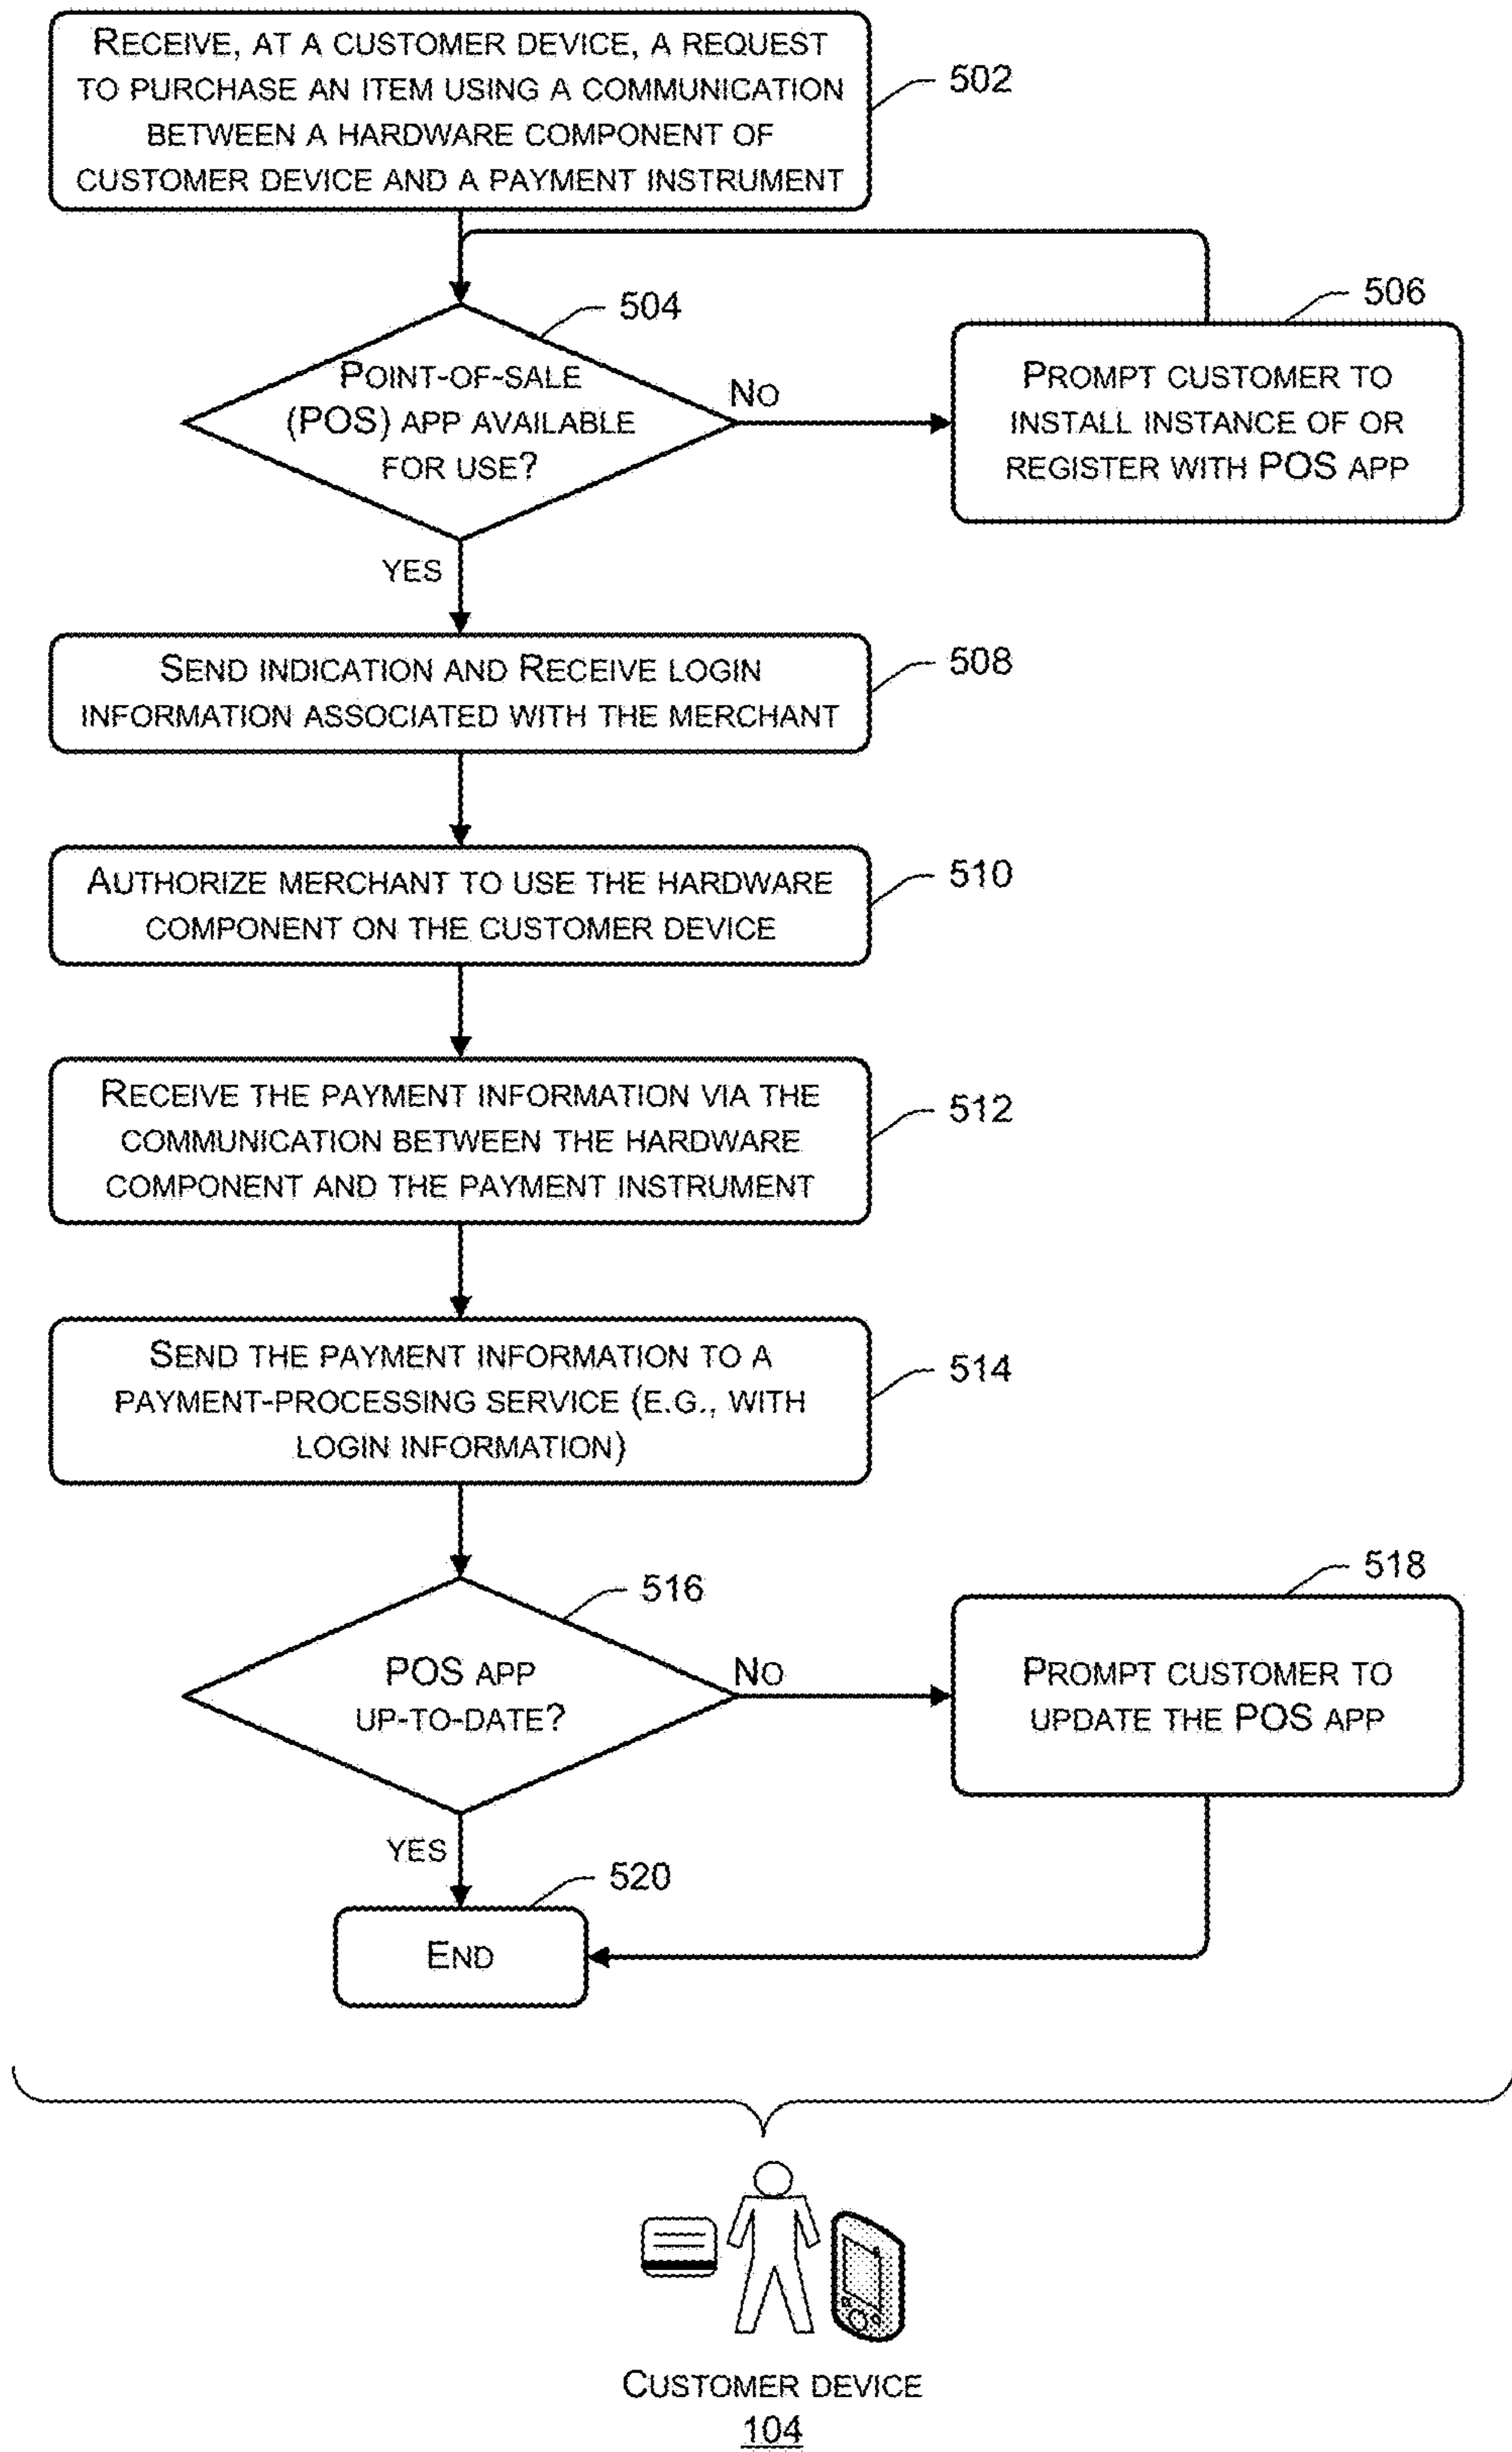 RECEIVE, AT A CUSTOMER DEVICE, A REQUEST
TO PURCHASE AN ITEM USING A COMMUNICATION
BETWEEN A HARDWARE COMPONENT OF
CUSTOMER DEVICE AND A PAYMENT INSTRUMENT
502
504
POINT-OF-SALE
(POS) APP AVAILABLE
FOR USE?
NO
506
PROMPT CUSTOMER TO
INSTALL INSTANCE OF OR
REGISTER WITH POS APP
YES
SEND INDICATION AND RECEIVE LOGIN
INFORMATION ASSOCIATED WITH THE MERCHANT
508
AUTHORIZE MERCHANT TO USE THE HARDWARE
COMPONENT ON THE CUSTOMER DEVICE
510
RECEIVE THE PAYMENT INFORMATION VIA THE
COMMUNICATION BETWEEN THE HARDWARE
COMPONENT AND THE PAYMENT INSTRUMENT
512
SEND THE PAYMENT INFORMATION TO A
PAYMENT-PROCESSING SERVICE (E.G., WITH
LOGIN INFORMATION)
514
516
POS APP
UP-TO-DATE?
NO
518
PROMPT CUSTOMER TO
UPDATE THE POS APP
YES
520
END
CUSTOMER DEVICE
104